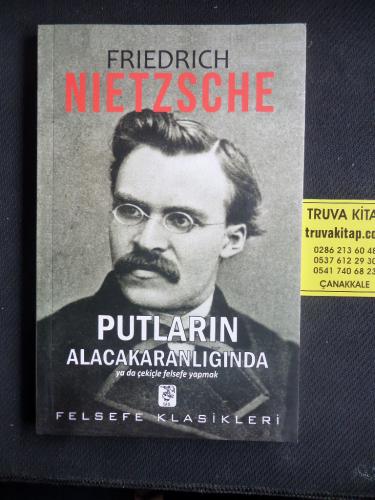 FRIEDRICH
NIETZSCHE
PUTLARIN
ALACAKARANLIGINDA
ya da çekiçle felsefe yapmak
FELSEFE KLASİKLERİ
TRUVA KİTA
truvakitap.co
0286 213 60 48
0537 612 29 30
0541 740 68 23
ÇANAKKALE